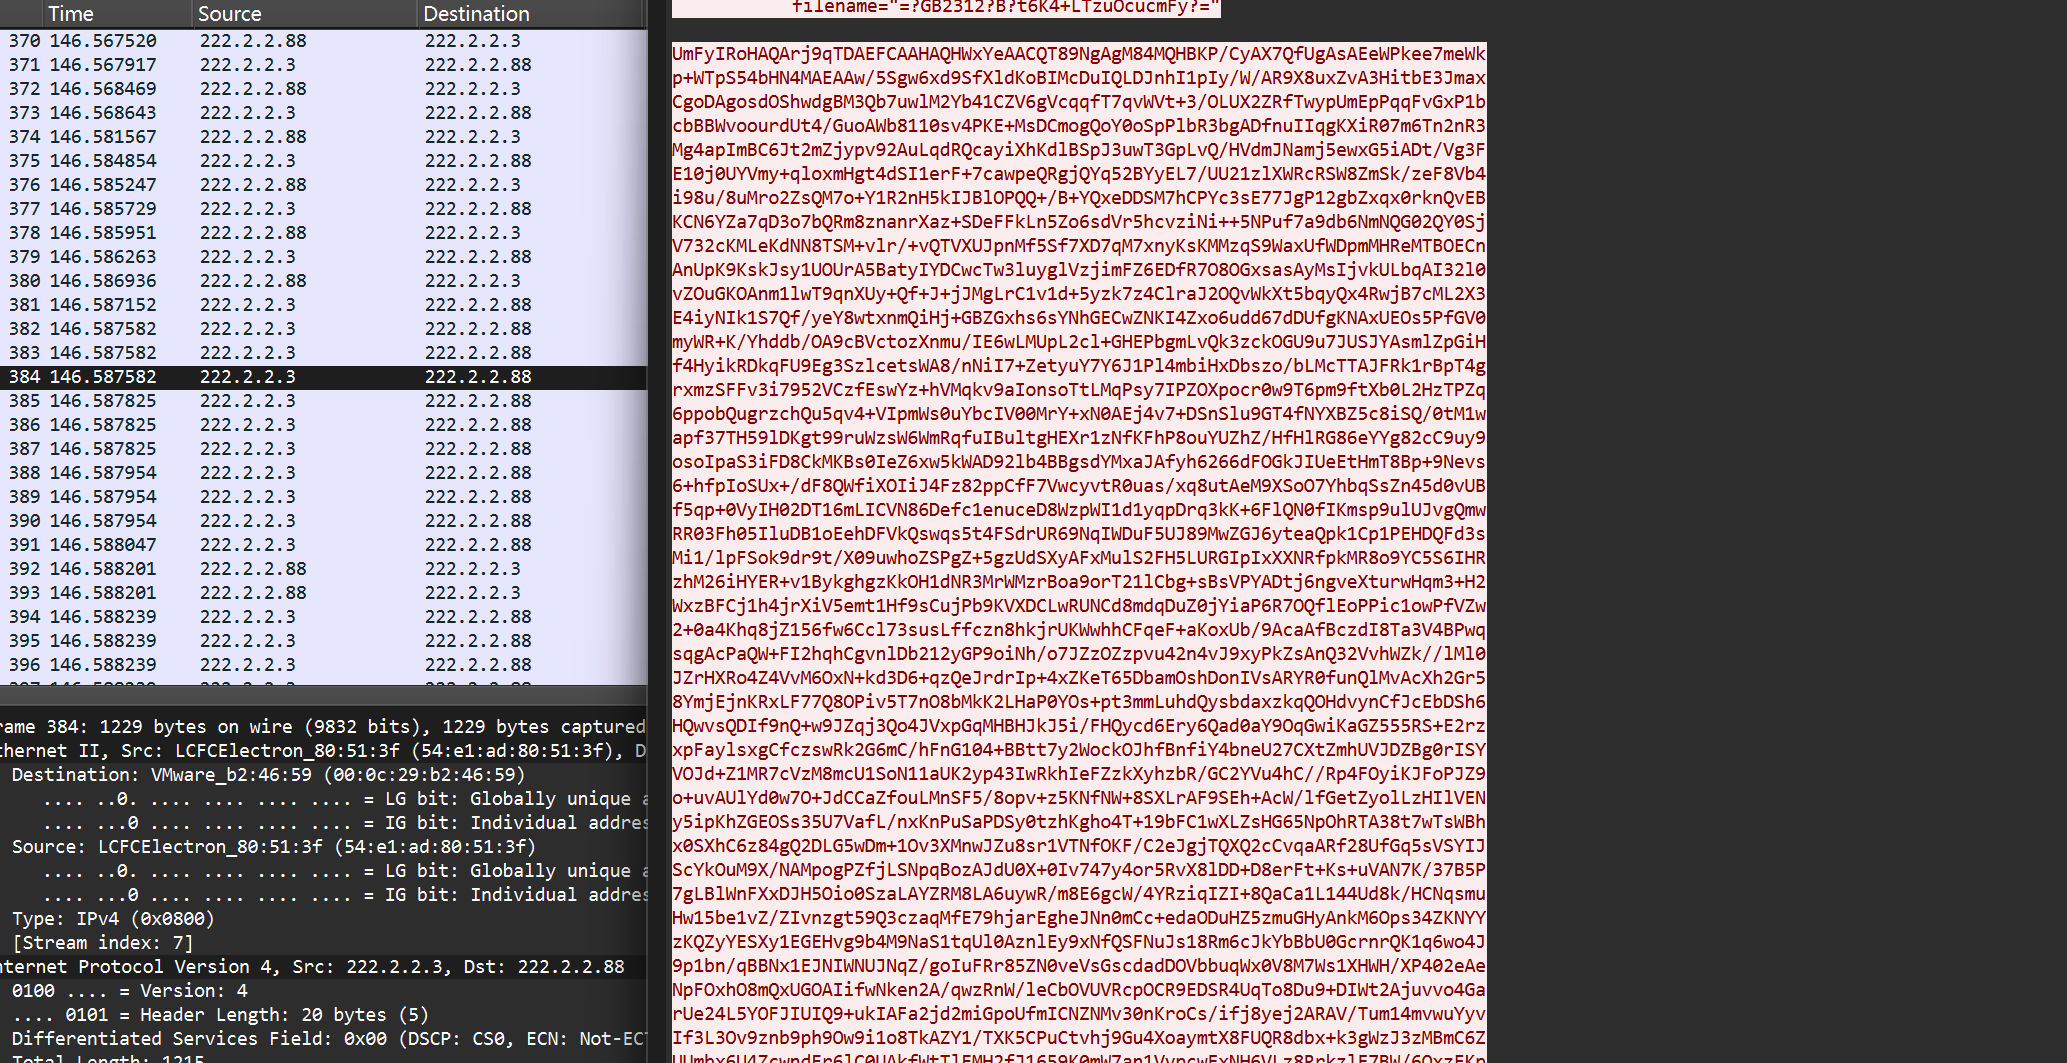 Time Source Destination
370 146.567520 222.2.2.88 222.2.2.3
371 146.567917 222.2.2.3 222.2.2.88
372 146.568469 222.2.2.88 222.2.2.3
373 146.568643 222.2.2.3 222.2.2.88
374 146.581567 222.2.2.88 222.2.2.3
375 146.584854 222.2.2.3 222.2.2.88
376 146.585247 222.2.2.88 222.2.2.3
377 146.585729 222.2.2.3 222.2.2.88
378 146.585951 222.2.2.88 222.2.2.3
379 146.586263 222.2.2.3 222.2.2.88
380 146.586936 222.2.2.88 222.2.2.3
381 146.587152 222.2.2.3 222.2.2.88
382 146.587582 222.2.2.3 222.2.2.88
383 146.587582 222.2.2.3 222.2.2.88
384 146.587582 222.2.2.3 222.2.2.88
385 146.587825 222.2.2.3 222.2.2.88
386 146.587825 222.2.2.3 222.2.2.88
387 146.587825 222.2.2.3 222.2.2.88
388 146.587954 222.2.2.3 222.2.2.88
389 146.587954 222.2.2.3 222.2.2.88
390 146.587954 222.2.2.3 222.2.2.88
391 146.588047 222.2.2.3 222.2.2.88
392 146.588201 222.2.2.88 222.2.2.3
393 146.588201 222.2.2.88 222.2.2.3
394 146.588239 222.2.2.3 222.2.2.88
395 146.588239 222.2.2.3 222.2.2.88
396 146.588239 222.2.2.3 222.2.2.88
rame 384: 1229 bytes on wire (9832 bits), 1229 bytes captured
thernet II, Src: LCFCElectron_80:51:3f (54:e1:ad:80:51:3f), D
Destination: VMware_b2:46:59 (00:0c:29:b2:46:59)
.... ..0. .... .... .... .... = LG bit: Globally unique a
.... ...0 .... .... .... .... = IG bit: Individual addres
Source: LCFCElectron_80:51:3f (54:e1:ad:80:51:3f)
.... ..0. .... .... .... .... = LG bit: Globally unique a
.... ...0 .... .... .... .... = IG bit: Individual addres
Type: IPv4 (0x0800)
[Stream index: 7]
nternet Protocol Version 4, Src: 222.2.2.3, Dst: 222.2.2.88
0100 .... = Version: 4
.... 0101 = Header Length: 20 bytes (5)
Differentiated Services Field: 0x00 (DSCP: CS0, ECN: Not-ECT
Total Length: 1215
filename="=?GB2312?B?t6K4+LTzuOcucmFy?="
UmFyIRoHAQArj9qTDAEFCAAHAQHWxYeAACQT89NgAgM84MQHBKP/CyAX7QfUgAsAEeWPkee7meWk
p+WTpS54bHN4MAEAAw/5Sgw6xd9SfXldKoBIMcDuIQLDJnhI1pIy/W/AR9X8uxZvA3HitbE3Jmax
CgoDAgosdOShwdgBM3Qb7uwlM2Yb41CZV6gVcqqfT7qvWVt+3/OLUX2ZRfTwypUmEpPqqFvGxP1b
cbBBWvoourdUt4/GuoAWb8110sv4PKE+MsDCmogQoY0oSpPlbR3bgADfnuIIqgKXiR07m6Tn2nR3
Mg4apImBC6Jt2mZjypv92AuLqdRQcayiXhKdlBSpJ3uwT3GpLvQ/HVdmJNamj5ewxG5iADt/Vg3F
E10j0UYVmy+qloxmHgt4dSI1erF+7cawpeQRgjQYq52BYyEL7/UU21zlXWRcRSW8ZmSk/zeF8Vb4
i98u/8uMro2ZsQM7o+Y1R2nH5kIJBlOPQQ+/B+YQxeDDSM7hCPYc3sE77JgP12gbZxqx0rknQvEB
KCN6YZa7qD3o7bQRm8znanrXaz+SDeFFkLn5Zo6sdVr5hcvziNi++5NPuf7a9db6NmNQG02QY0Sj
V732cKMLeKdNN8TSM+vlr/+vQTVXUJpnMf5Sf7XD7qM7xnyKsKMMzqS9WaxUfWDpmMHReMTBOECn
AnUpK9KskJsy1UOUrA5BatyIYDCwcTw3luyglVzjimFZ6EDfR7O8OGxsasAyMsIjvkULbqAI32l0
vZOuGKOAnm1lwT9qnXUy+Qf+J+jJMgLrC1v1d+5yzk7z4ClraJ2OQvWkXt5bqyQx4RwjB7cML2X3
E4iyNIk1S7Qf/yeY8wtxnmQiHj+GBZGxhs6sYNhGECwZNKI4Zxo6udd67dDUfgKNAxUEOs5PfGV0
myWR+K/Yhddb/OA9cBVctozXnmu/IE6wLMUpL2cl+GHEPbgmLvQk3zckOGU9u7JUSJYAsmlZpGiH
f4HyikRDkqFU9Eg3SzlcetsWA8/nNiI7+ZetyuY7Y6J1Pl4mbiHxDbszo/bLMcTTAJFRk1rBpT4g
grxmzSFFv3i7952VCzfEswYz+hVMqkv9aIonsoTtLMqPsy7IPZOXpocr0w9T6pm9ftXb0L2HzTPZq
6ppobQugrzchQu5qv4+VIpmWs0uYbcIV00MrY+xN0AEj4v7+DSnSlu9GT4fNYXBZ5c8iSQ/0tM1w
apf37TH59lDKgt99ruWzsW6WmRqfuIBultgHEXr1zNfKFhP8ouYUZhZ/HfHlRG86eYYg82cC9uy9
osoIpaS3iFD8CkMKBs0IeZ6xw5kWAD92lb4BBgsdYMxaJAfyh6266dFOGkJIUeEtHmT8Bp+9Nevs
6+hfpIoSUx+/dF8QWfiXOIiJ4Fz82ppCfF7VwcyvtR0uas/xq8utAeM9XSoO7YhbqSsZn45d0vUB
f5qp+0VyIH02DT16mLICVN86Defc1enuceD8WzpWI1d1yqpDrq3kK+6FlQN0fIKmsp9ulUJvgQmw
RR03Fh05IluDB1oEehDFVkQswqs5t4FSdrUR69NqIWDuF5UJ89MwZGJ6yteaQpk1Cp1PEHDQFd3s
Mi1/lpFSok9dr9t/X09uwhoZSPgZ+5gzUdSXyAFxMulS2FH5LURGIpIxXXNRfpkMR8o9YC5S6IHR
zhM26iHYER+v1BykghgzKkOH1dNR3MrWMzrBoa9orT21lCbg+sBsVPYADtj6ngveXturwHqm3+H2
WxzBFCj1h4jrXiV5emt1Hf9sCujPb9KVXDCLwRUNCd8mdqDuZ0jYiaP6R7OQflEoPPic1owPfVZw
2+0a4Khq8jZ156fw6Ccl73susLffczn8hkjrUKWwhhCFqeF+aKoxUb/9AcaAfBczdI8Ta3V4BPwq
sqgAcPaQW+FI2hqhCgvnlDb212yGP9oiNh/o7JZzOZzpvu42n4vJ9xyPkZsAnQ32VvhWZk//lMl0
JZrHXRo4Z4VvM6OxN+kd3D6+qzQeJrdrIp+4xZKeT65DbamOshDonIVsARYR0funQlMvAcXh2Gr5
8YmjEjnKRxLF77Q8OPiv5T7nO8bMkK2LHaP0YOs+pt3mmLuhdQysbdaxzkqQOHdvynCfJcEbDSh6
HQwvsQDIf9nQ+w9JZqj3Qo4JVxpGqMHBHJkJ5i/FHQycd6Ery6Qad0aY9OqGwiKaGZ555RS+E2rz
zxpFaylsxgCfczswRk2G6mC/hFnG104+BBtt7y2WockOJhfBnfiY4bneU27CXtZmhUVJDZBg0rISY
VOJd+Z1MR7cVzM8mcU1SoN11aUK2yp43IwRkhIeFZzkXyhzbR/GC2YVu4hC//Rp4FOyiKJFoPJZ9
o+uvAUlYd0w7O+JdCCaZfouLMnSF5/8opv+z5KNfNW+8SXLrAF9SEh+AcW/lfGetZyolLzHIlVEN
y5ipKhZGEOSs35U7VafL/nxKnPuSaPDSy0tzhKgho4T+19bFC1wXLZsHG65NpOhRTA38t7wTsWBh
x0SXhC6z84gQ2DLG5wDm+1Ov3XMnwJZu8sr1VTNfOKF/C2eJgjTQXQ2cCvqaARf28UfGq5sVSYIJ
ScYkOuM9X/NAMpogPZfjLSNpqBozAJdU0X+0Iv747y4or5RvX8lDD+D8erFt+Ks+uVAN7K/37B5P
7gLBlWnFXxDJH5Oio0SzaLAYZRM8LA6uywR/m8E6gcW/4YRziqIZI+8QaCa1L144Ud8k/HCNqsmu
Hw15be1vZ/ZIvnzgt59Q3czaqMfE79hjarEgheJNn0mCc+edaODuHZ5zmuGHyAnkM6Ops34ZKNYY
zKQZyYESXy1EGEHvg9b4M9NaS1tqUl0AznlEy9xNfQSFNuJs18Rm6cJkYbBbU0GcrnrQK1q6wo4J
9p1bn/qBBNx1EJNIWNUJNqZ/goIuFRr85ZN0veVsGscdadDOVbbuqWx0V8M7Ws1XHWH/XP402eAe
NpFOxhO8mQxUGOAIifwNken2A/qwzRnW/leCbOVUVRcpOCR9EDSR4UqTo8Du9+DIWt2Ajuvvo4Ga
rUe24L5YOFJIUIQ9+ukIAFa2jd2miGpoUfmICNZNMv30nKroCs/ifj8yej2ARAV/Tum14mvwuYyv
If3L3Ov9znb9ph9Ow9i1o8TkAZY1/TXK5CPuCtvhj9Gu4XoaymtX8FUQR8dbx+k3gWzJ3zMBmC6Z